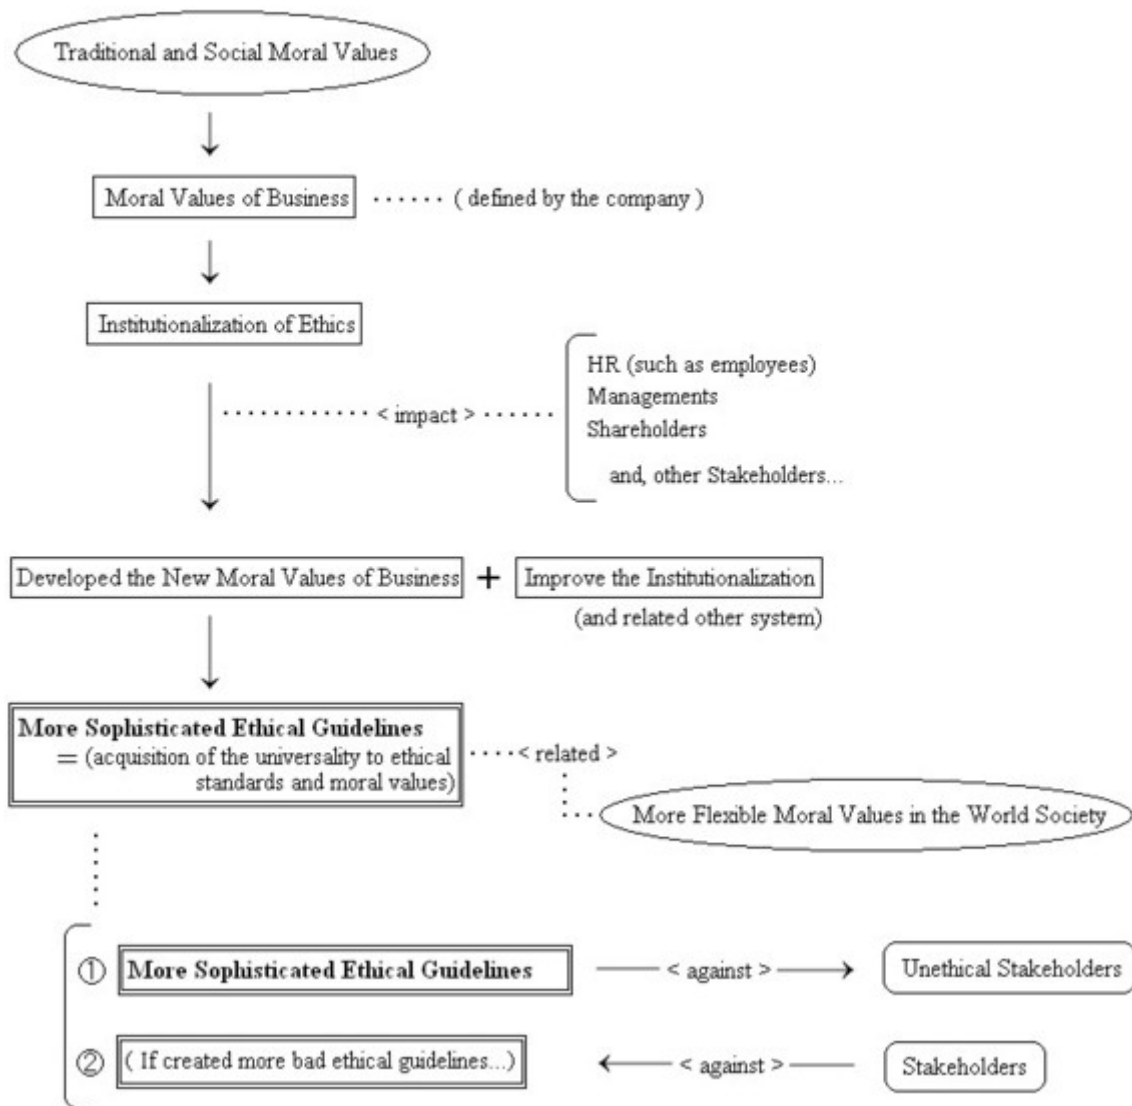 Traditional and Social Moral Values
Moral Values of Business
( defined by the company )
Institutionalization of Ethics
HR (such as employees)
Managements
< impact >
Shareholders
and, other Stakeholders...
Developed the New Moral Values of Business
+
Improve the Institutionalization
(and related other system)
More Sophisticated Ethical Guidelines
= (acquisition of the universality to ethical
standards and moral values)
< related >
More Flexible Moral Values in the World Society
① More Sophisticated Ethical Guidelines
< against >
Unethical Stakeholders
② ( If created more bad ethical guidelines...)
< against >
Stakeholders